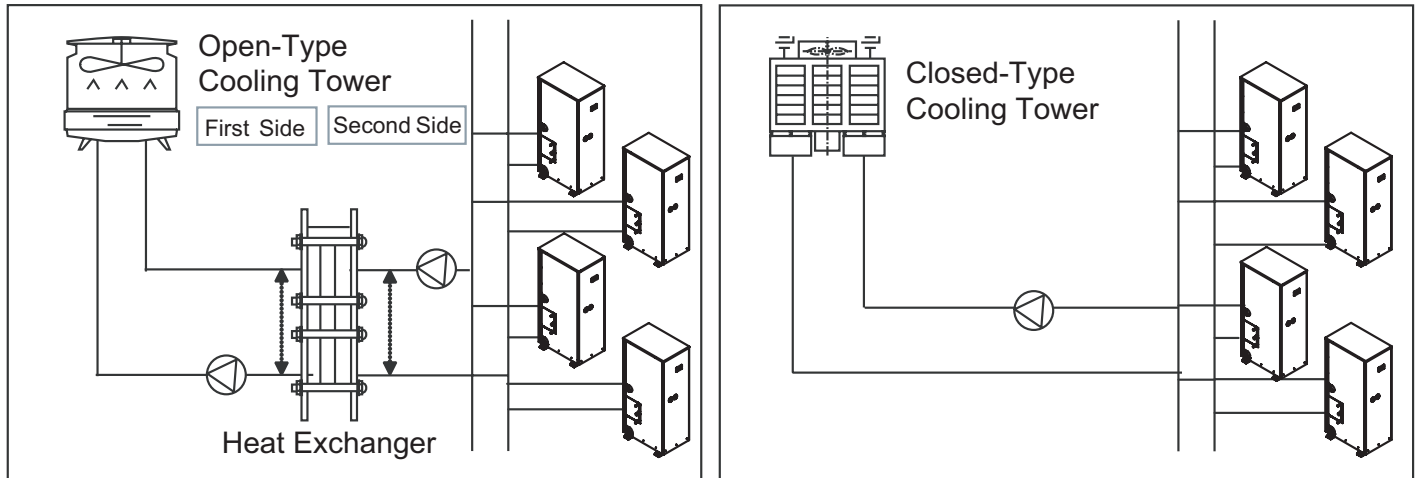 Open-Type
Cooling Tower
First Side
Second Side
Heat Exchanger
Closed-Type
Cooling Tower